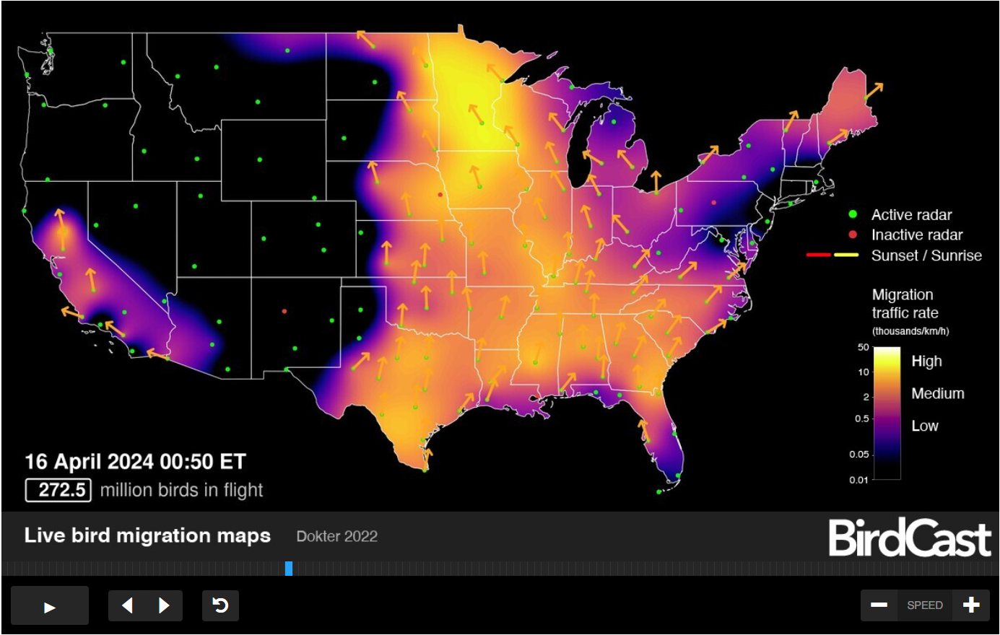 Active radar
Inactive radar
Sunset / Sunrise
Migration
traffic rate
(thousands/km/h)
50
10
2
0.5
0.05
0.01
High
Medium
Low
16 April 2024 00:50 ET
272.5 million birds in flight
Live bird migration maps Dokter 2022
BirdCast
SPEED